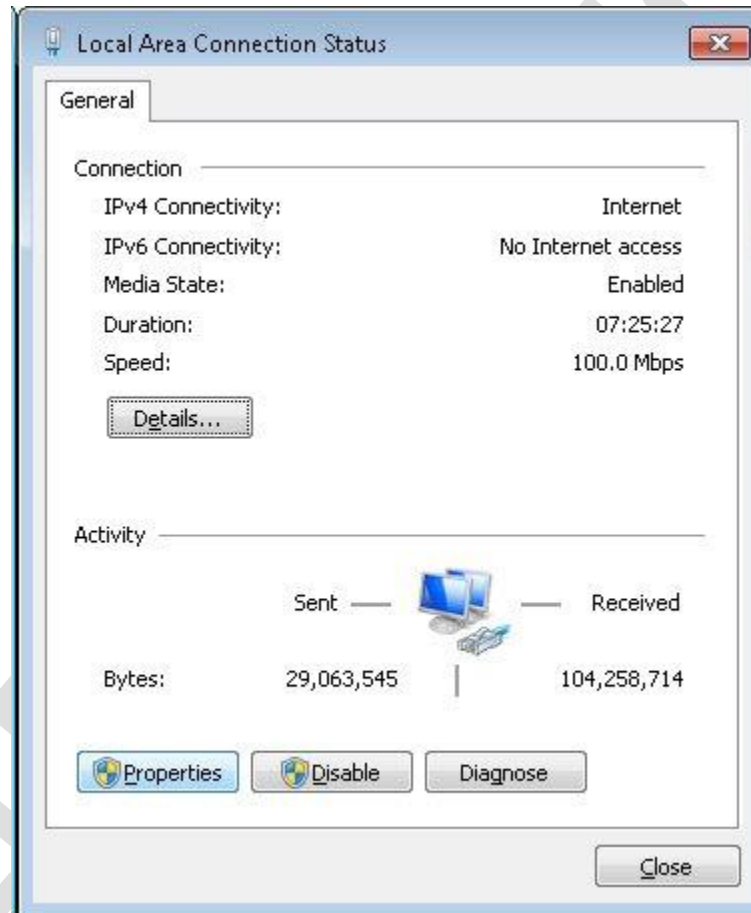 Local Area Connection Status
General
Connection
IPv4 Connectivity: Internet
IPv6 Connectivity: No Internet access
Media State: Enabled
Duration: 07:25:27
Speed: 100.0 Mbps
Details...
Activity
Sent Received
Bytes: 29,063,545 104,258,714
Properties Disable Diagnose
Close